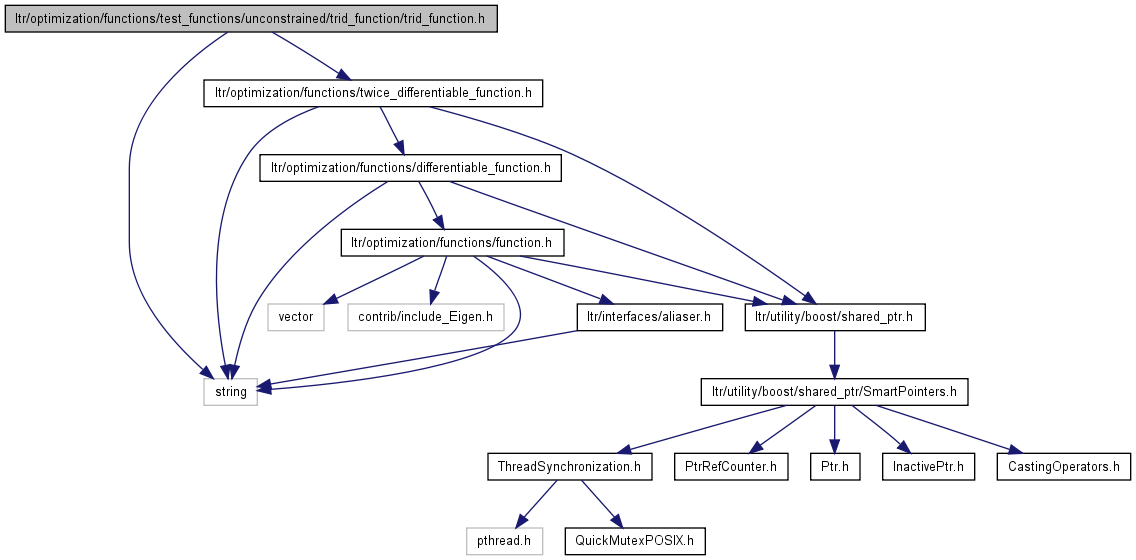 ltr/optimization/functions/test_functions/unconstrained/trid_function/trid_function.h
ltr/optimization/functions/twice_differentiable_function.h
ltr/optimization/functions/differentiable_function.h
ltr/optimization/functions/function.h
vector
contrib/include_Eigen.h
ltr/interfaces/aliaser.h
ltr/utility/boost/shared_ptr.h
string
ltr/utility/boost/shared_ptr/SmartPointers.h
ThreadSynchronization.h
PtrRefCounter.h
Ptr.h
InactivePtr.h
CastingOperators.h
pthread.h
QuickMutexPOSIX.h